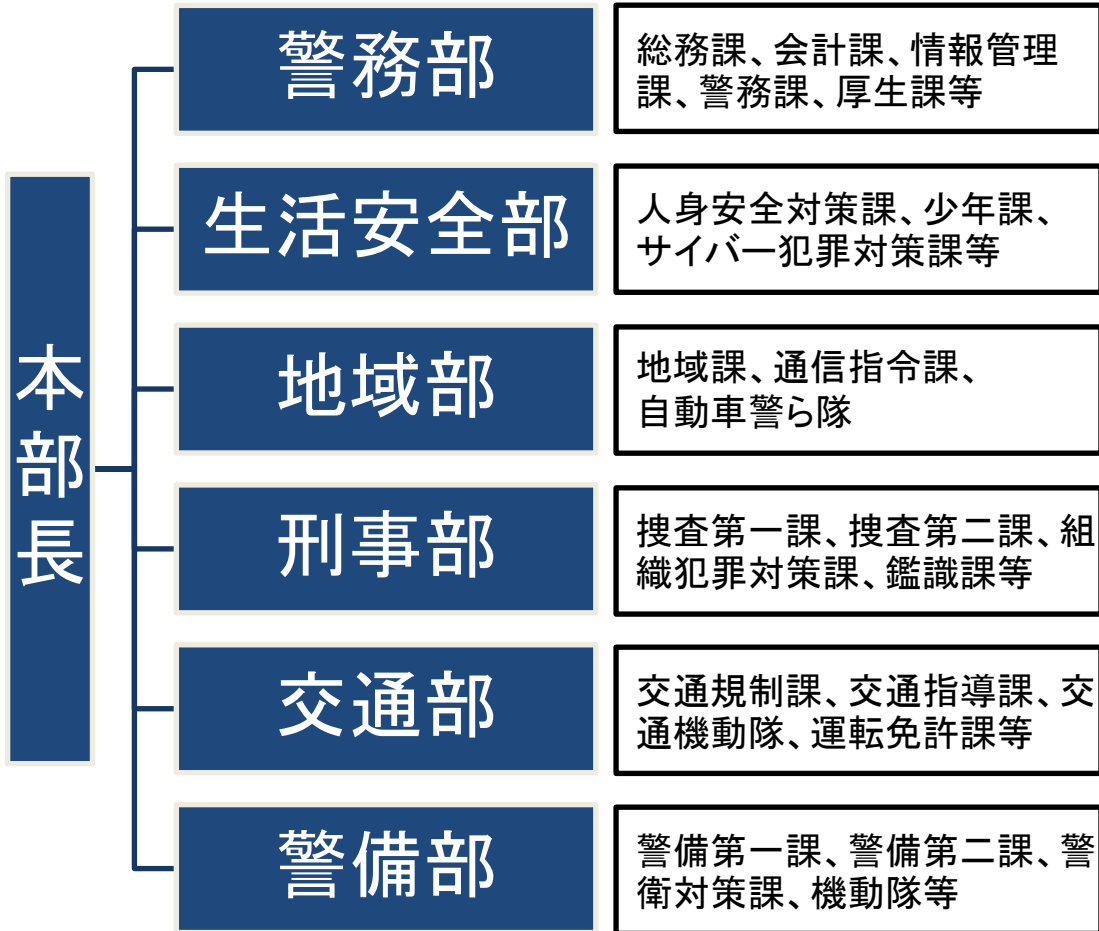 本部長
警務部
総務課、会計課、情報管理
課、警務課、厚生課等
生活安全部
人身安全対策課、少年課、
サイバー犯罪対策課等
地域部
地域課、通信指令課、
自動車警ら隊
刑事部
捜査第一課、捜査第二課、組
織犯罪対策課、鑑識課等
交通部
交通規制課、交通指導課、交
通機動隊、運転免許課等
警備部
警備第一課、警備第二課、警
衛対策課、機動隊等